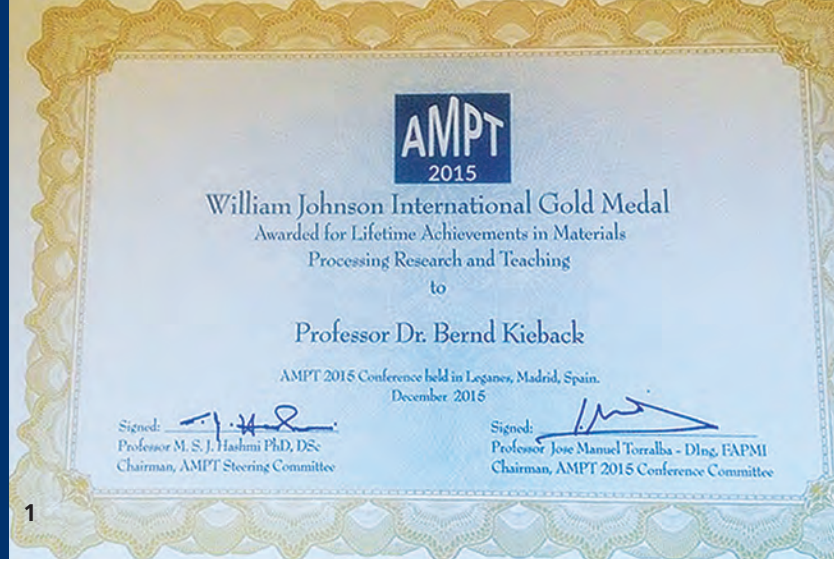 AMPT
2015
William Johnson International Gold Medal
Awarded for Lifetime Achievements in Materials
Processing Research and Teaching
to
Professor Dr. Bernd Kieback
AMPT 2015 Conference held in Leganes, Madrid, Spain.
December 2015
Signed:
Professor M. S. J. Hashmi PhD, DSc
Chairman, AMPT Steering Committee
Signed:
Professor Jose Manuel Torralba - DIng, FAPMI
Chairman, AMPT 2015 Conference Committee
1